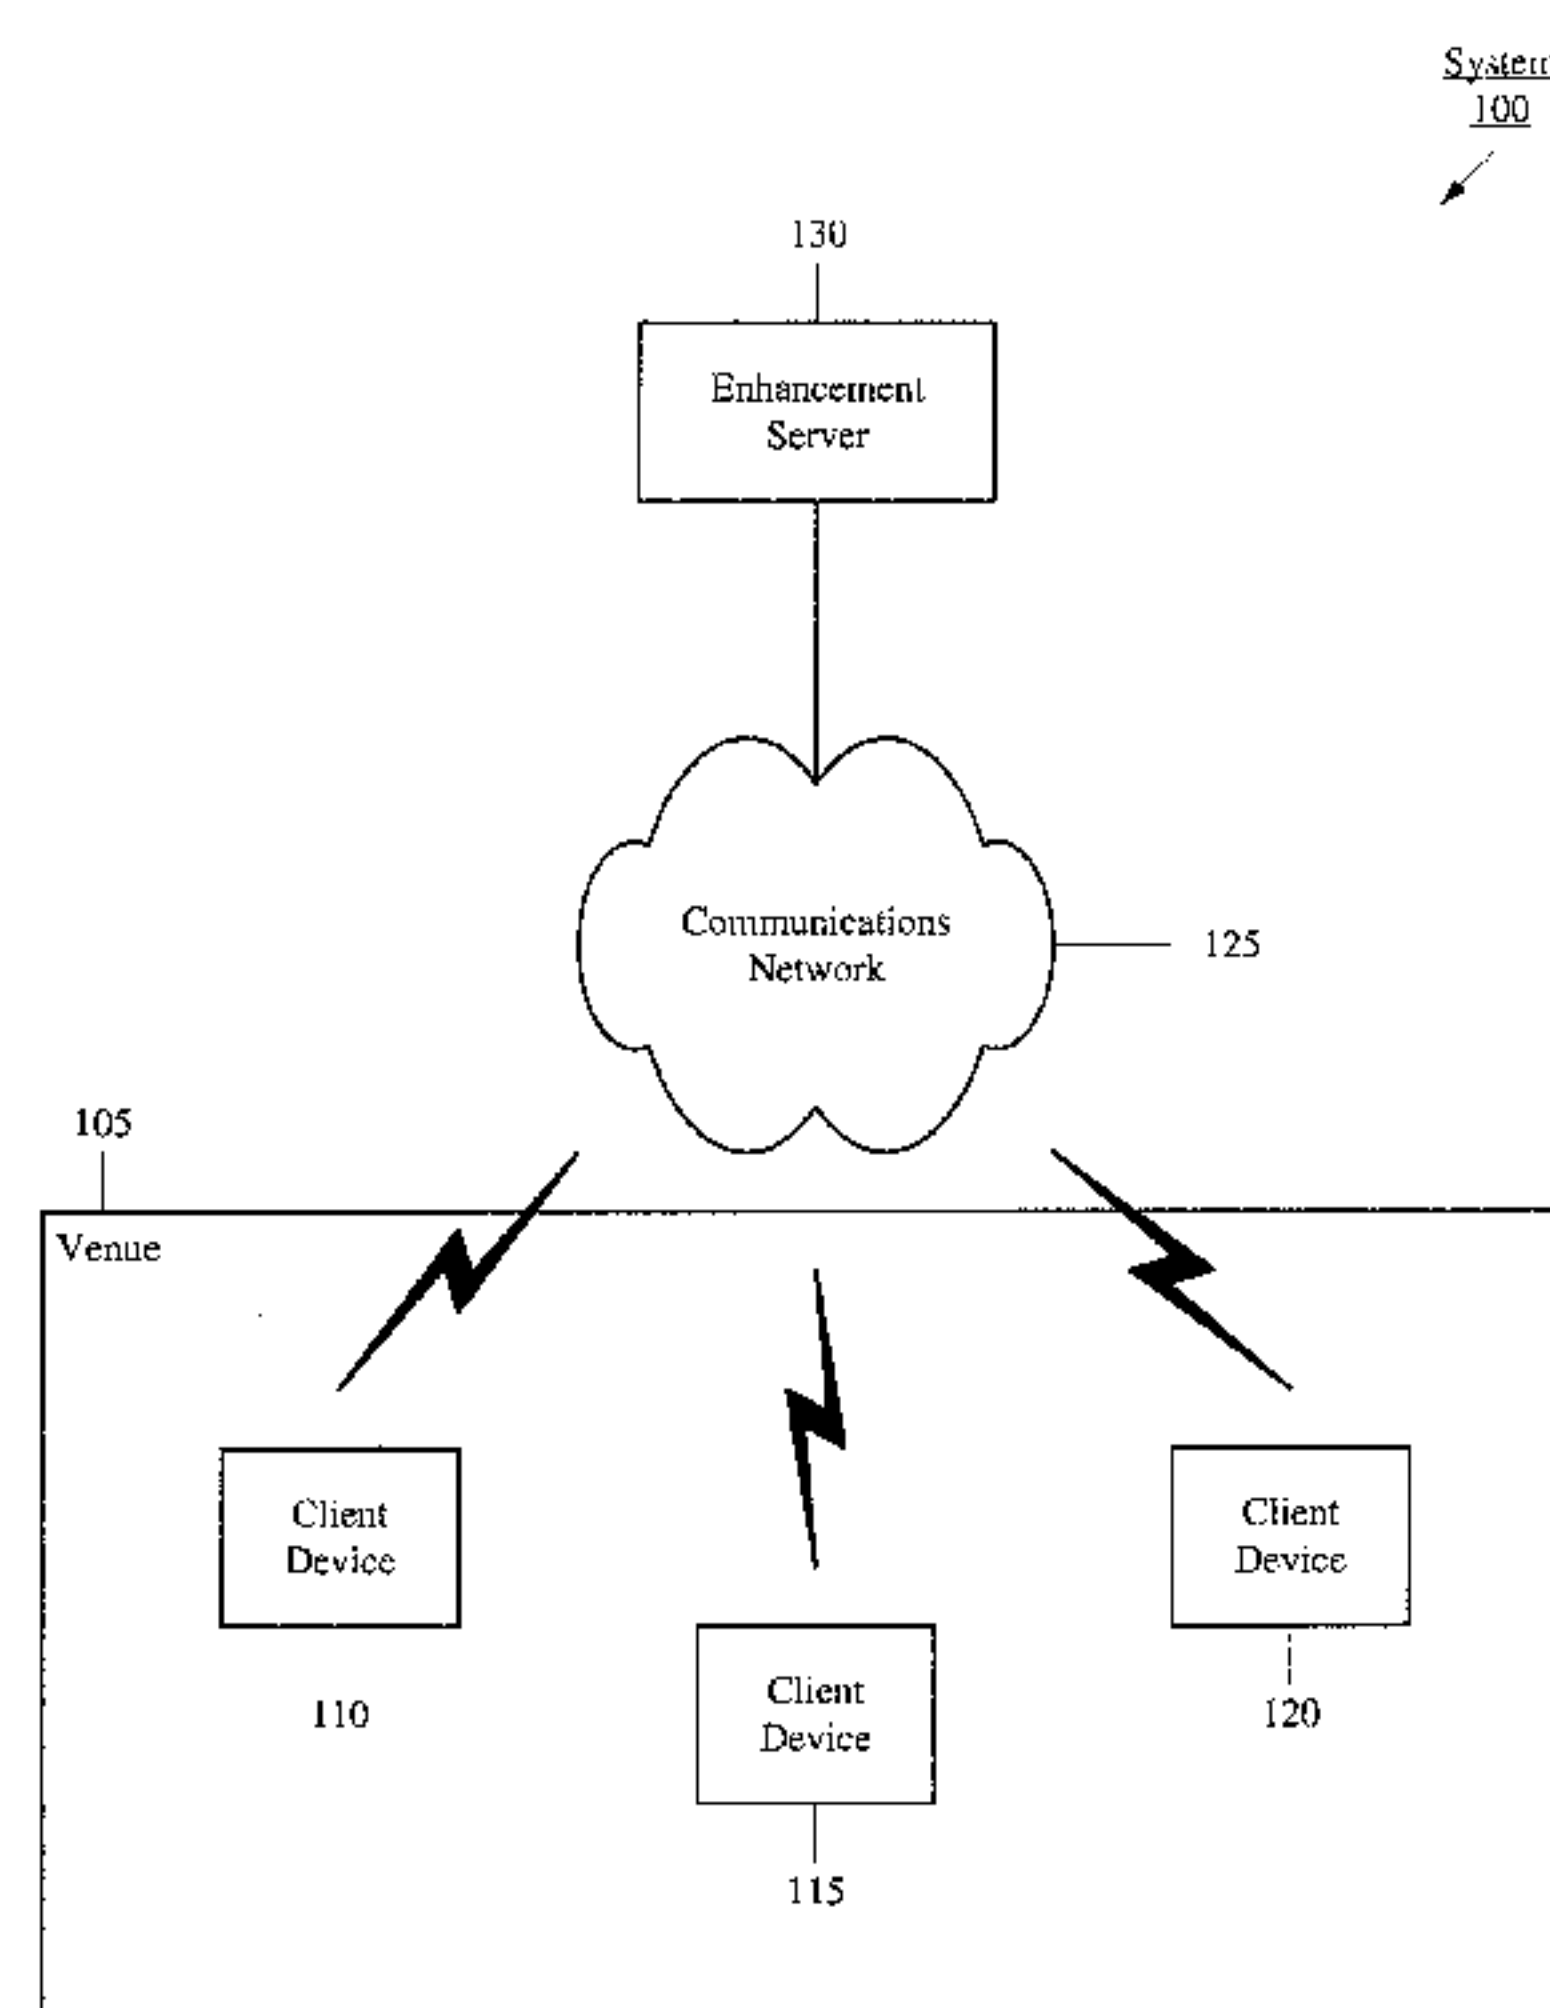 System
100
130
Enhancement
Server
Communications
Network
125
105
Venue
Client
Device
Client
Device
110
Client
Device
120
115